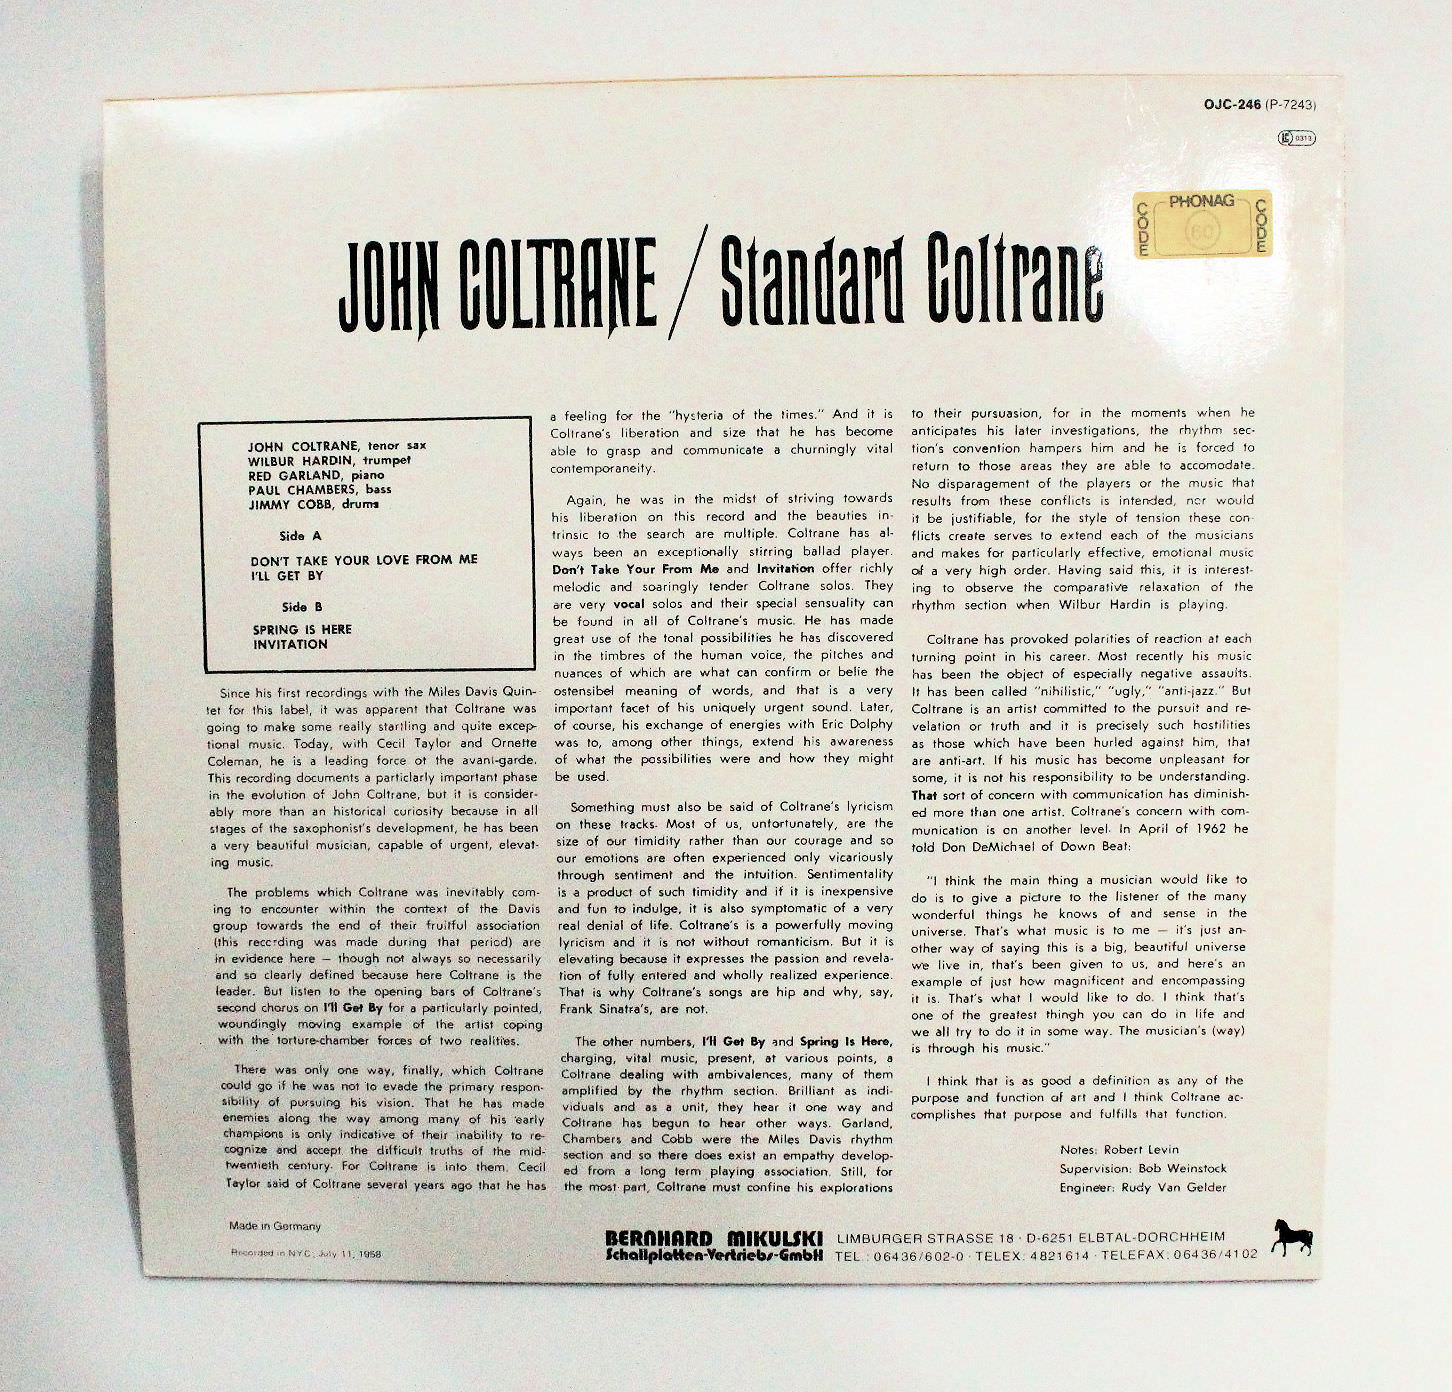 OJC-246 (P-7243)
LC 0313
CODE PHONAG CODE
60
JOHN COLTRANE / Standard Coltrane
JOHN COLTRANE, tenor sax
WILBUR HARDIN, trumpet
RED GARLAND, piano
PAUL CHAMBERS, bass
JIMMY COBB, drums
Side A
DON'T TAKE YOUR LOVE FROM ME
I'LL GET BY
Side B
SPRING IS HERE
INVITATION
Since his first recordings with the Miles Davis Quin-
tet for this label, it was apparent that Coltrane was
going to make some really startling and quite excep-
tional music. Today, with Cecil Taylor and Ornette
Coleman, he is a leading force ot the avant-garde.
This recording documents a particlarly important phase
in the evolution of John Coltrane, but it is consider-
ably more than an historical curiosity because in all
stages of the saxophonist's development, he has been
a very beautiful musician, capable of urgent, elevat-
ing music.
The problems which Coltrane was inevitably com-
ing to encounter within the context of the Davis
group towards the end of their fruitful association
(this recording was made during that period) are
in evidence here — though not always so necessarily
and so clearly defined because here Coltrane is the
leader. But listen to the opening bars of Coltrane's
second chorus on I'll Get By for a particularly pointed,
woundingly moving example of the artist coping
with the torture-chamber forces of two realities.
There was only one way, finally, which Coltrane
could go if he was not to evade the primary respon-
sibility of pursuing his vision. That he has made
enemies along the way among many of his early
champions is only indicative of their inability to re-
cognize and accept the difficult truths of the mid-
twentieth century. For Coltrane is into them. Cecil
Taylor said of Coltrane several years ago that he has
a feeling for the "hysteria of the times." And it is
Coltrane's liberation and size that he has become
able to grasp and communicate a churningly vital
contemporaneity.
Again, he was in the midst of striving towards
his liberation on this record and the beauties in-
trinsic to the search are multiple. Coltrane has al-
ways been an exceptionally stirring ballad player.
Don't Take Your From Me and Invitation offer richly
melodic and soaringly tender Coltrane solos. They
are very vocal solos and their special sensuality can
be found in all of Coltrane's music. He has made
great use of the tonal possibilities he has discovered
in the timbres of the human voice, the pitches and
nuances of which are what can confirm or belie the
ostensibel meaning of words, and that is a very
important facet of his uniquely urgent sound. Later,
of course, his exchange of energies with Eric Dolphy
was to, among other things, extend his awareness
of what the possibilities were and how they might
be used.
Something must also be said of Coltrane's lyricism
on these tracks. Most of us, untortunately, are the
size of our timidity rather than our courage and so
our emotions are often experienced only vicariously
through sentiment and the intuition. Sentimentality
is a product of such timidity and if it is inexpensive
and fun to indulge, it is also symptomatic of a very
real denial of life. Coltrane's is a powerfully moving
lyricism and it is not without romanticism. But it is
elevating because it expresses the passion and revela-
tion of fully entered and wholly realized experience.
That is why Coltrane's songs are hip and why, say,
Frank Sinatra's, are not.
The other numbers, I'll Get By and Spring Is Here,
charging, vital music, present, at various points, a
Coltrane dealing with ambivalences, many of them
amplified by the rhythm section. Brilliant as indi-
viduals and as a unit, they hear it one way and
Coltrane has begun to hear other ways. Garland,
Chambers and Cobb were the Miles Davis rhythm
section and so there does exist an empathy develop-
ed from a long term playing association. Still, for
the most part, Coltrane must confine his explorations
to their pursuasion, for in the moments when he
anticipates his later investigations, the rhythm sec-
tion's convention hampers him and he is forced to
return to those areas they are able to accomodate.
No disparagement of the players or the music that
results from these conflicts is intended, nor would
it be justifiable, for the style of tension these con-
flicts create serves to extend each of the musicians
and makes for particularly effective, emotional music
of a very high order. Having said this, it is interest-
ing to observe the comparative relaxation of the
rhythm section when Wilbur Hardin is playing.
Coltrane has provoked polarities of reaction at each
turning point in his career. Most recently his music
has been the object of especially negative assaults.
It has been called "nihilistic," "ugly," "anti-jazz." But
Coltrane is an artist committed to the pursuit and re-
velation or truth and it is precisely such hostilities
as those which have been hurled against him, that
are anti-art. If his music has become unpleasant for
some, it is not his responsibility to be understanding.
That sort of concern with communication has diminish-
ed more than one artist. Coltrane's concern with com-
munication is on another level. In April of 1962 he
told Don DeMichael of Down Beat:
"I think the main thing a musician would like to
do is to give a picture to the listener of the many
wonderful things he knows of and sense in the
universe. That's what music is to me — it's just an-
other way of saying this is a big, beautiful universe
we live in, that's been given to us, and here's an
example of just how magnificent and encompassing
it is. That's what I would like to do. I think that's
one of the greatest thingh you can do in life and
we all try to do it in some way. The musician's (way)
is through his music."
I think that is as good a definition as any of the
purpose and function of art and I think Coltrane ac-
complishes that purpose and fulfills that function.
Notes: Robert Levin
Supervision: Bob Weinstock
Engineer: Rudy Van Gelder
Made in Germany
Recorded in NYC; July 11, 1958
BERNHARD MIKULSKI
Schallplatten-Vertriebs-GmbH
LIMBURGER STRASSE 18 · D-6251 ELBTAL-DORCHHEIM
TEL.: 06436/602-0 · TELEX: 4821614 · TELEFAX: 06436/4102